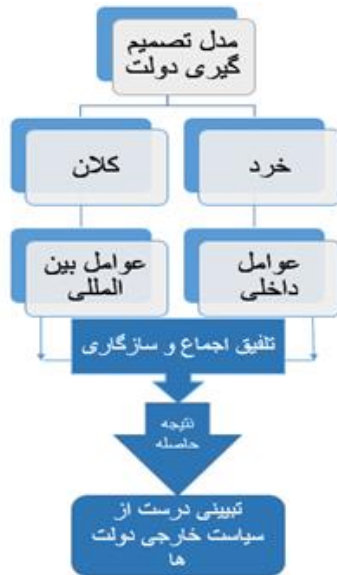 مدل تصمیم
گیری دولت
خرد
کلان
عوامل
داخلی
عوامل بین
المللی
تلفیق اجماع و سازگاری
نتیجه
حاصله
تبیینی درست از
سیاست خارجی دولت
ها